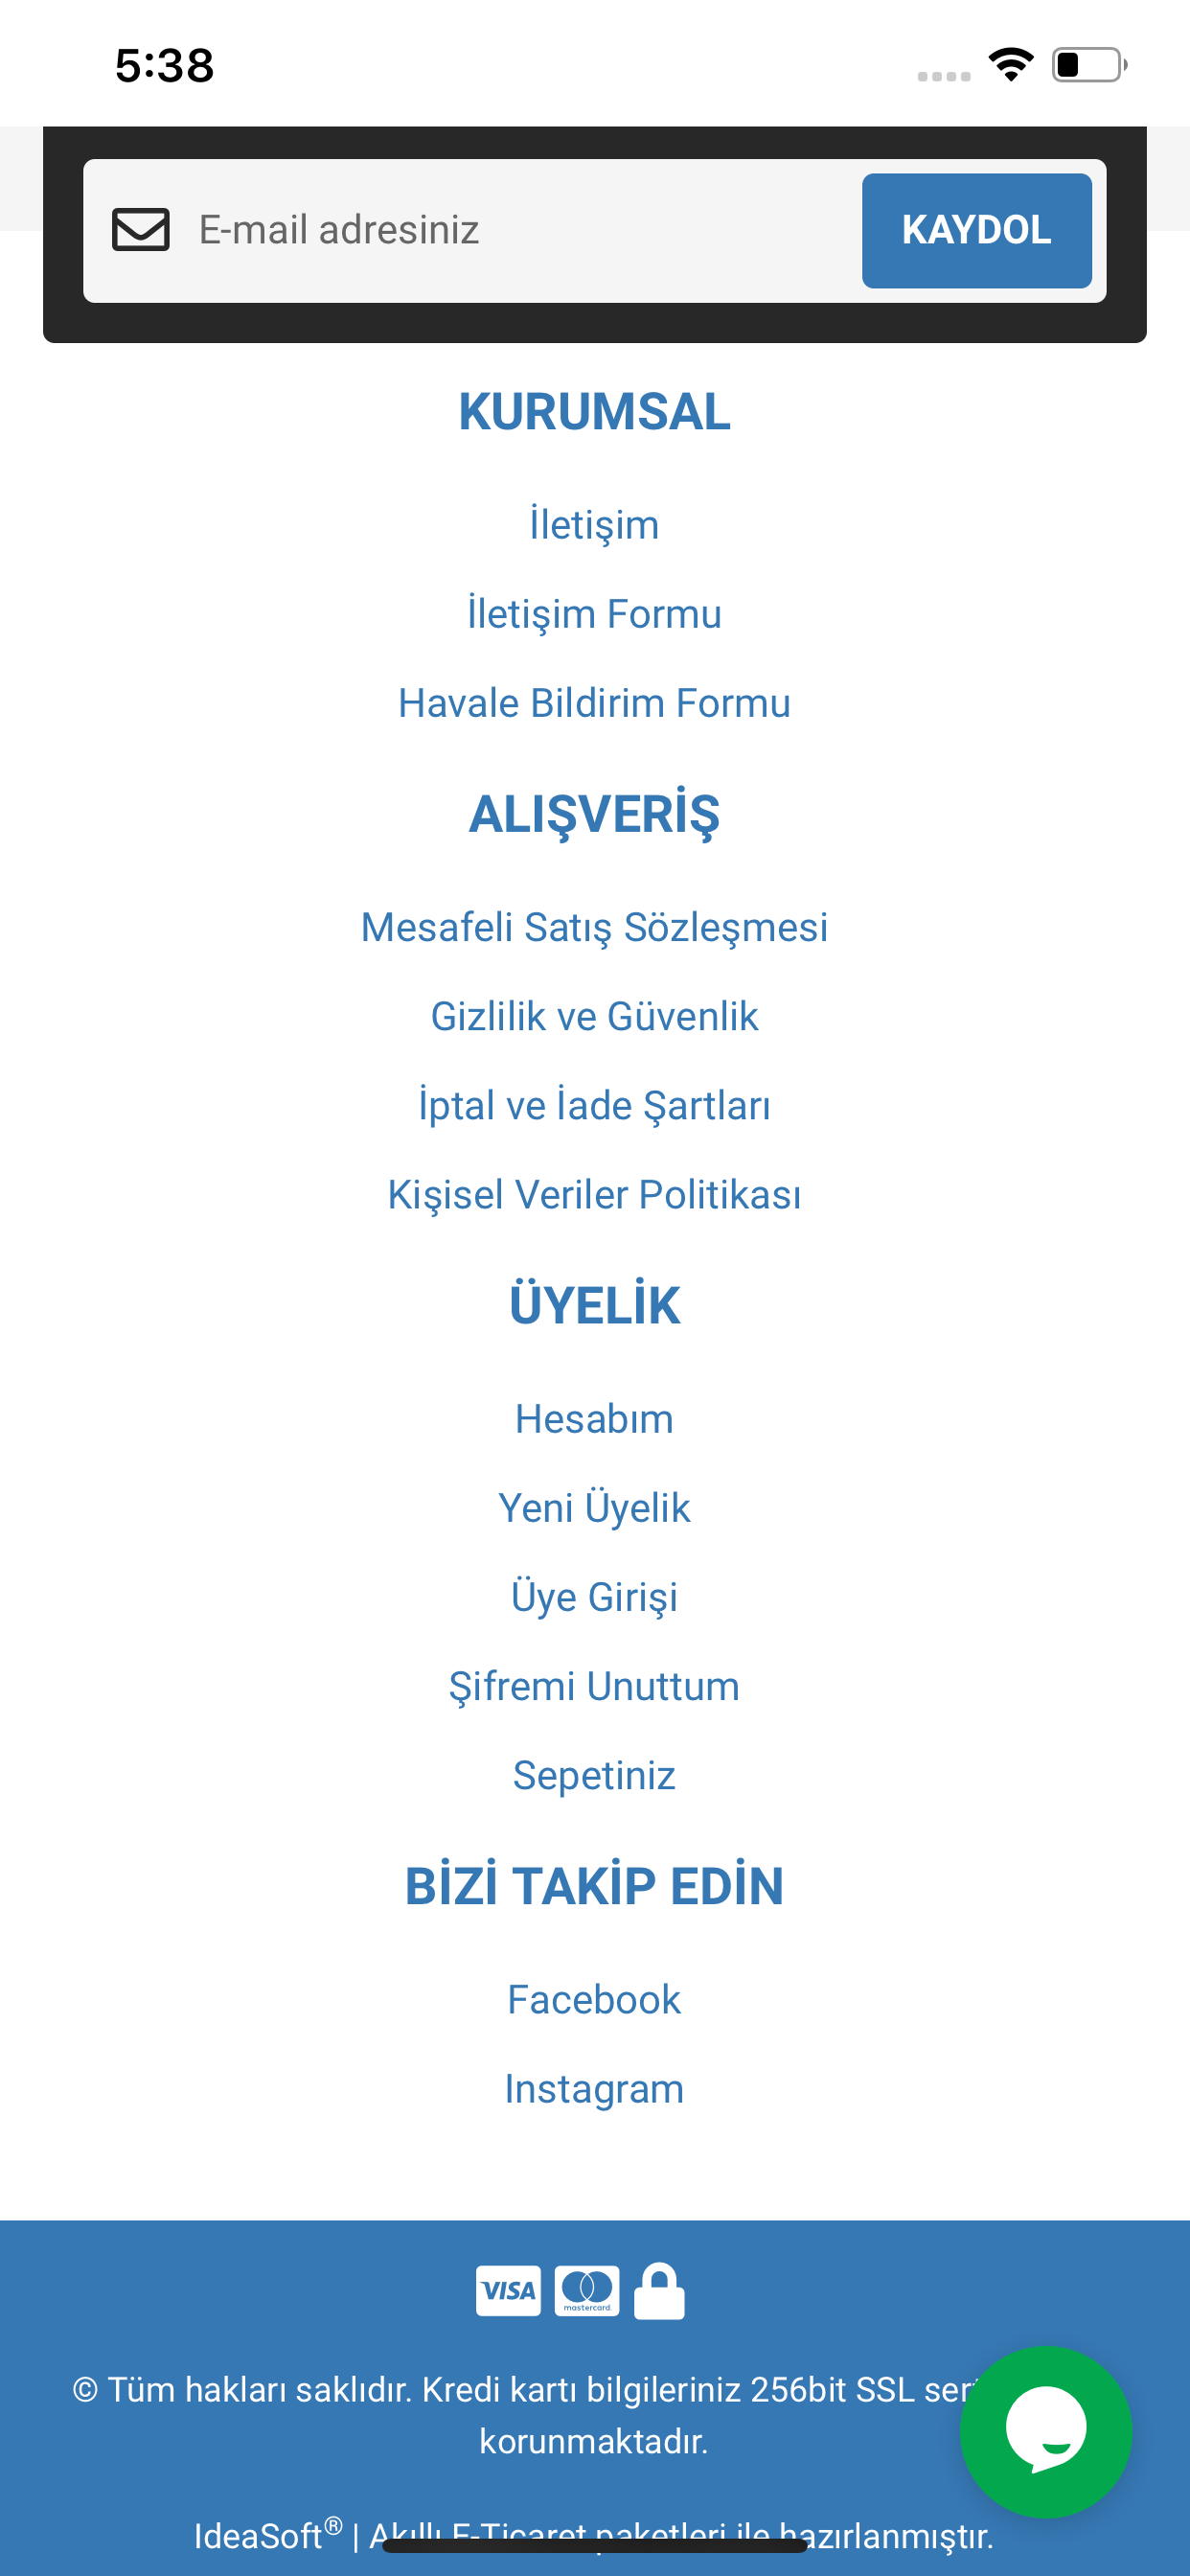 5:38
E-mail adresiniz
KAYDOL
KURUMSAL
İletişim
İletişim Formu
Havale Bildirim Formu
ALIŞVERİŞ
Mesafeli Satış Sözleşmesi
Gizlilik ve Güvenlik
İptal ve İade Şartları
Kişisel Veriler Politikası
ÜYELİK
Hesabım
Yeni Üyelik
Üye Girişi
Şifremi Unuttum
Sepetiniz
BİZİ TAKİP EDİN
Facebook
Instagram
VISA mastercard
© Tüm hakları saklıdır. Kredi kartı bilgileriniz 256bit SSL
korunmaktadır.
IdeaSoft® | Akıllı E-Ticaret paketleri ile hazırlanmıştır.